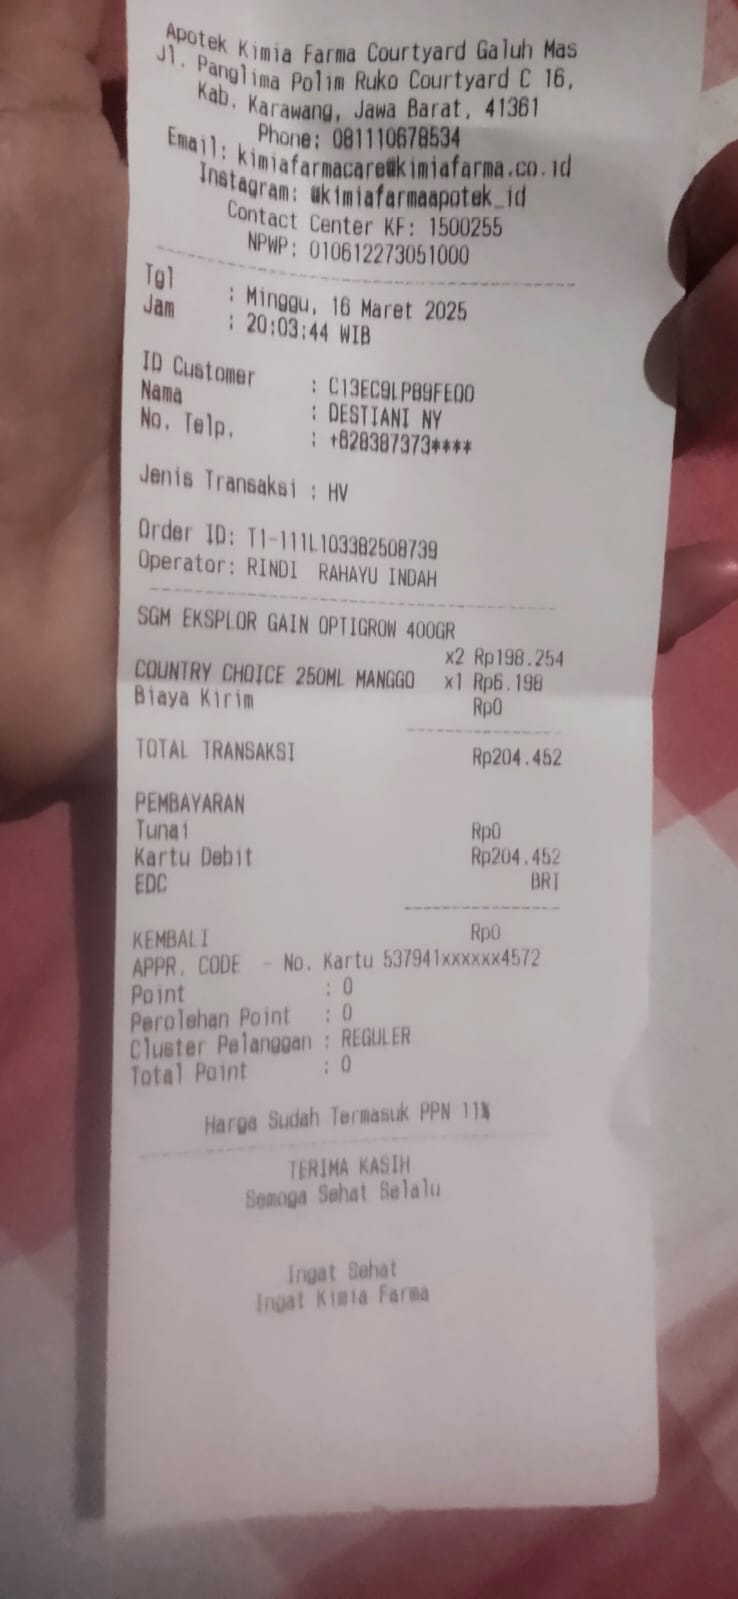 Apotek Kimia Farma Courtyard Galuh Mas
Jl. Panglima Polim Ruko Courtyard C 16,
Kab. Karawang, Jawa Barat, 41361
Phone: 081110678534
Email: kimiafarmacare@kimiafarma.co.id
Instagram: @kimiafarmaapotek_id
Contact Center KF: 1500255
NPWP: 010612273051000
Tgl : Minggu, 16 Maret 2025
Jam : 20:03:44 WIB
ID Customer : C13EC9LP89FEOO
Nama : DESTIANI NY
No. Telp. : +628387373****
Jenis Transaksi : HV
Order ID: T1-111L103382508739
Operator: RINDI RAHAYU INDAH
SGM EKSPLOR GAIN OPTIGROW 400GR
x2 Rp198.254
COUNTRY CHOICE 250ML MANGGO x1 Rp6.198
Biaya Kirim Rp0
TOTAL TRANSAKSI Rp204.452
PEMBAYARAN
Tunai Rp0
Kartu Debit Rp204.452
EDC BRI
KEMBALI Rp0
APPR. CODE - No. Kartu 537941xxxxxx4572
Point : 0
Perolehan Point : 0
Cluster Pelanggan : REGULER
Total Point : 0
Harga Sudah Termasuk PPN 11%
TERIMA KASIH
Semoga Sehat Selalu
Ingat Sehat
Ingat Kimia Farma